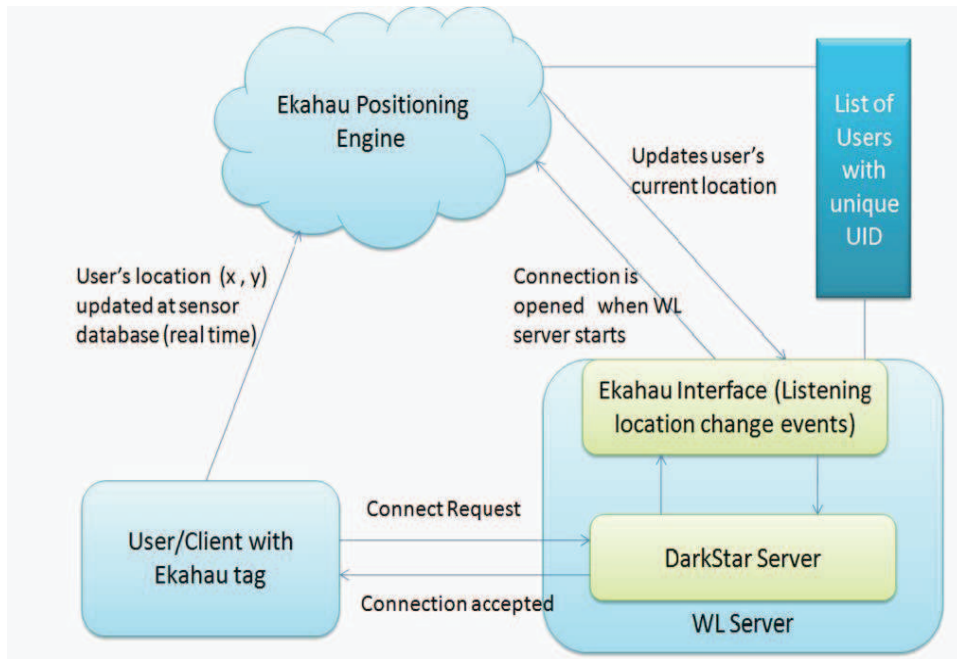 Ekahau Positioning
Engine
List of
Users
with
unique
UID
Updates user's
current location
User's location (x , y)
updated at sensor
database (real time)
Connection is
opened when WL
server starts
Ekahau Interface (Listening
location change events)
Connect Request
User/Client with
Ekahau tag
DarkStar Server
Connection accepted
WL Server